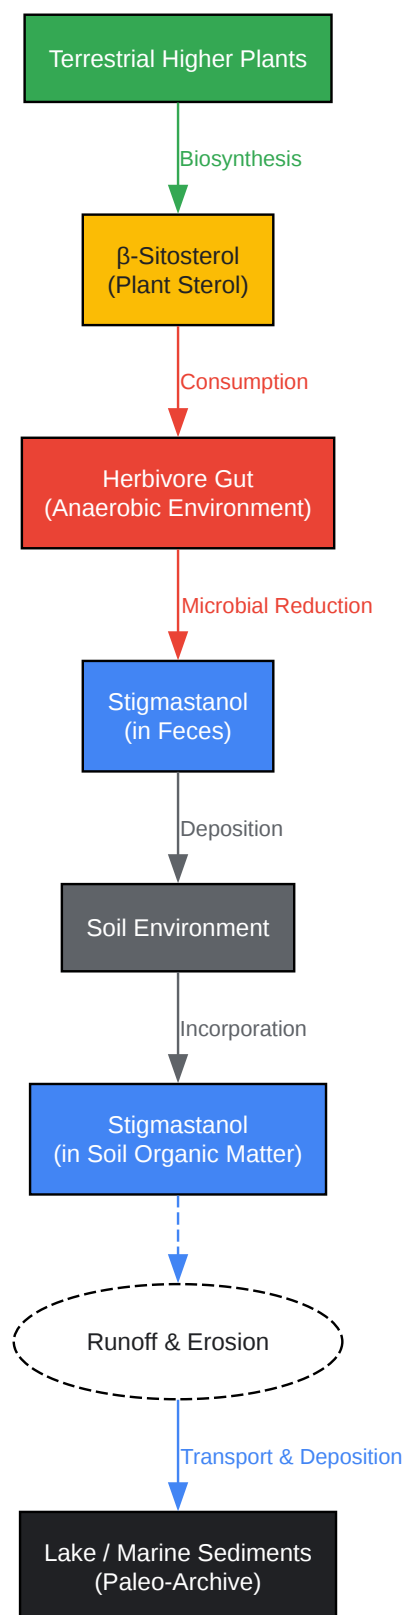 Terrestrial Higher Plants
Biosynthesis
β-Sitosterol
(Plant Sterol)
Consumption
Herbivore Gut
(Anaerobic Environment)
Microbial Reduction
Stigmastanol
(in Feces)
Deposition
Soil Environment
Incorporation
Stigmastanol
(in Soil Organic Matter)
Runoff & Erosion
Transport & Deposition
Lake / Marine Sediments
(Paleo-Archive)